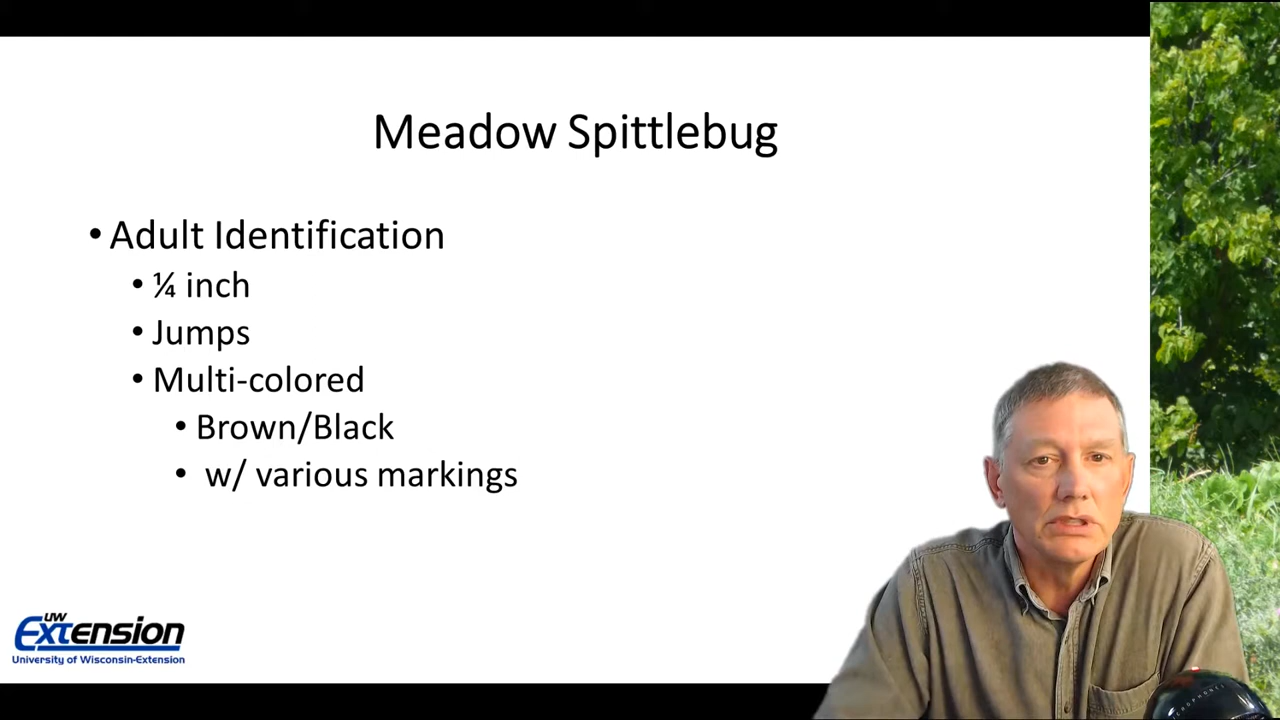 Meadow Spittlebug
• Adult Identification
• ¼ inch
• Jumps
• Multi-colored
• Brown/Black
• w/ various markings
UW
Extension
University of Wisconsin-Extension